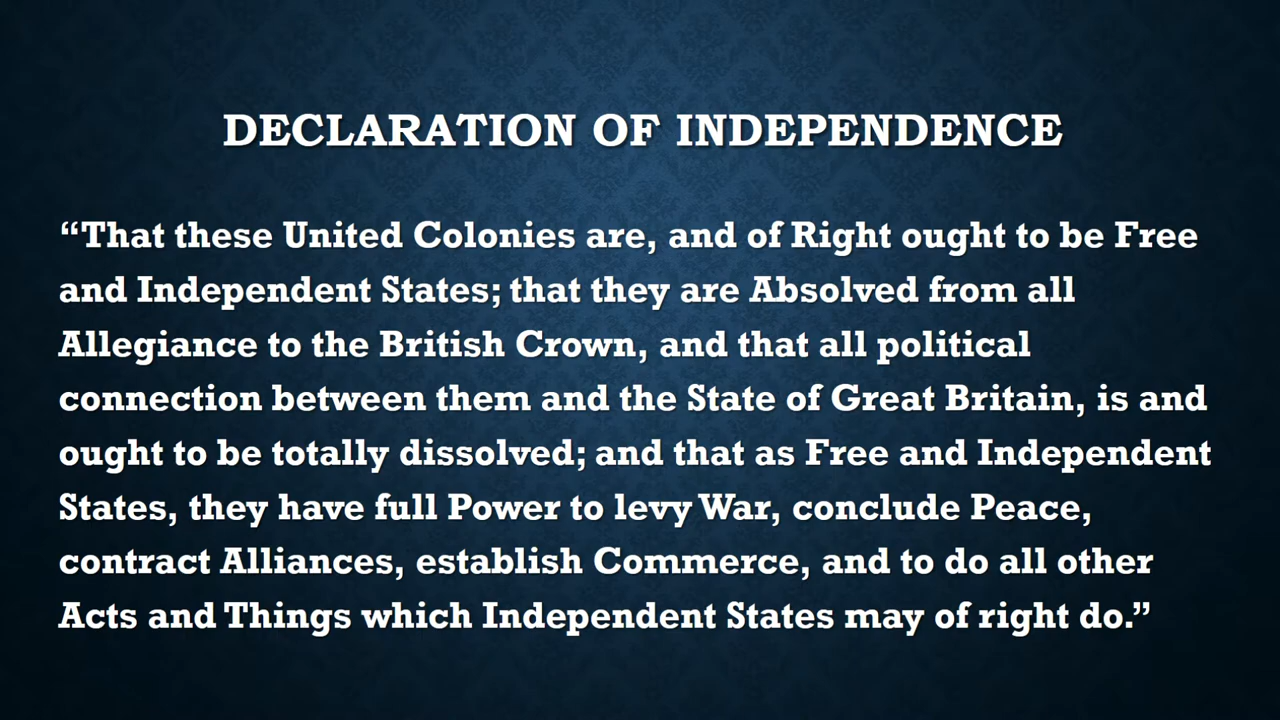 DECLARATION OF INDEPENDENCE
“That these United Colonies are, and of Right ought to be Free
and Independent States; that they are Absolved from all
Allegiance to the British Crown, and that all political
connection between them and the State of Great Britain, is and
ought to be totally dissolved; and that as Free and Independent
States, they have full Power to levy War, conclude Peace,
contract Alliances, establish Commerce, and to do all other
Acts and Things which Independent States may of right do.”